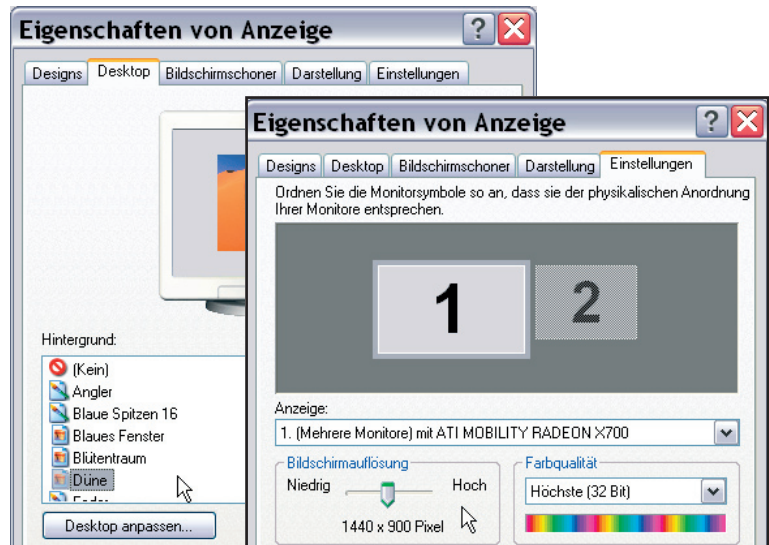 Eigenschaften von Anzeige
Designs Desktop Bildschirmschoner Darstellung Einstellungen
Hintergrund:
(Kein)
Angler
Blaue Spitzen 16
Blaues Fenster
Blütentraum
Düne
Desktop anpassen...
Eigenschaften von Anzeige
Designs Desktop Bildschirmschoner Darstellung Einstellungen
Ordnen Sie die Monitorsymbole so an, dass sie der physikalischen Anordnung
Ihrer Monitore entsprechen.
1 2
Anzeige:
1. (Mehrere Monitore) mit ATI MOBILITY RADEON X700
Bildschirmauflösung
Niedrig Hoch
1440 x 900 Pixel
Farbqualität
Höchste (32 Bit)